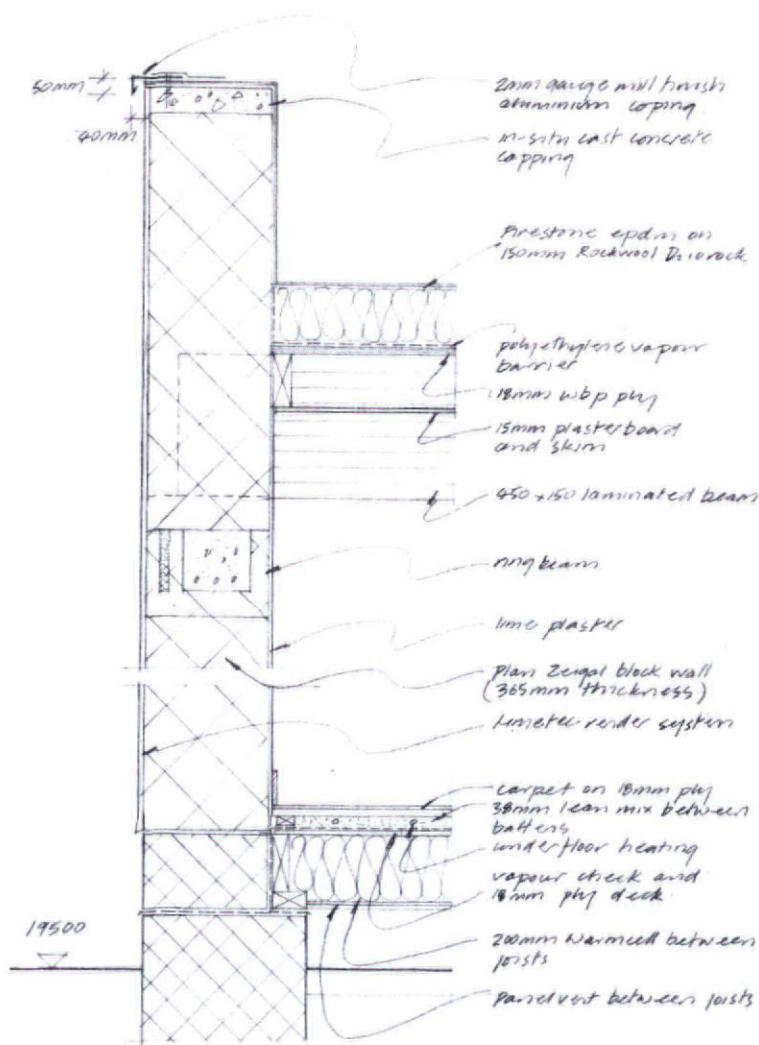 50mm
40mm
2mm gauge mill finish
aluminium coping
in-situ cast concrete
capping
Firestone epdm on
150mm Rockwool Durorock
polyethylene vapour
barrier
18mm wbp ply
15mm plasterboard
and skim
450 x 150 laminated beam
ring beam
lime plaster
plan Zeigal block wall
(365mm thickness)
Limetec render system
carpet on 18mm ply
38mm lean mix between
battens
underfloor heating
vapour check and
18mm ply deck
200mm warmcell between
joists
Panelvent between joists
19500